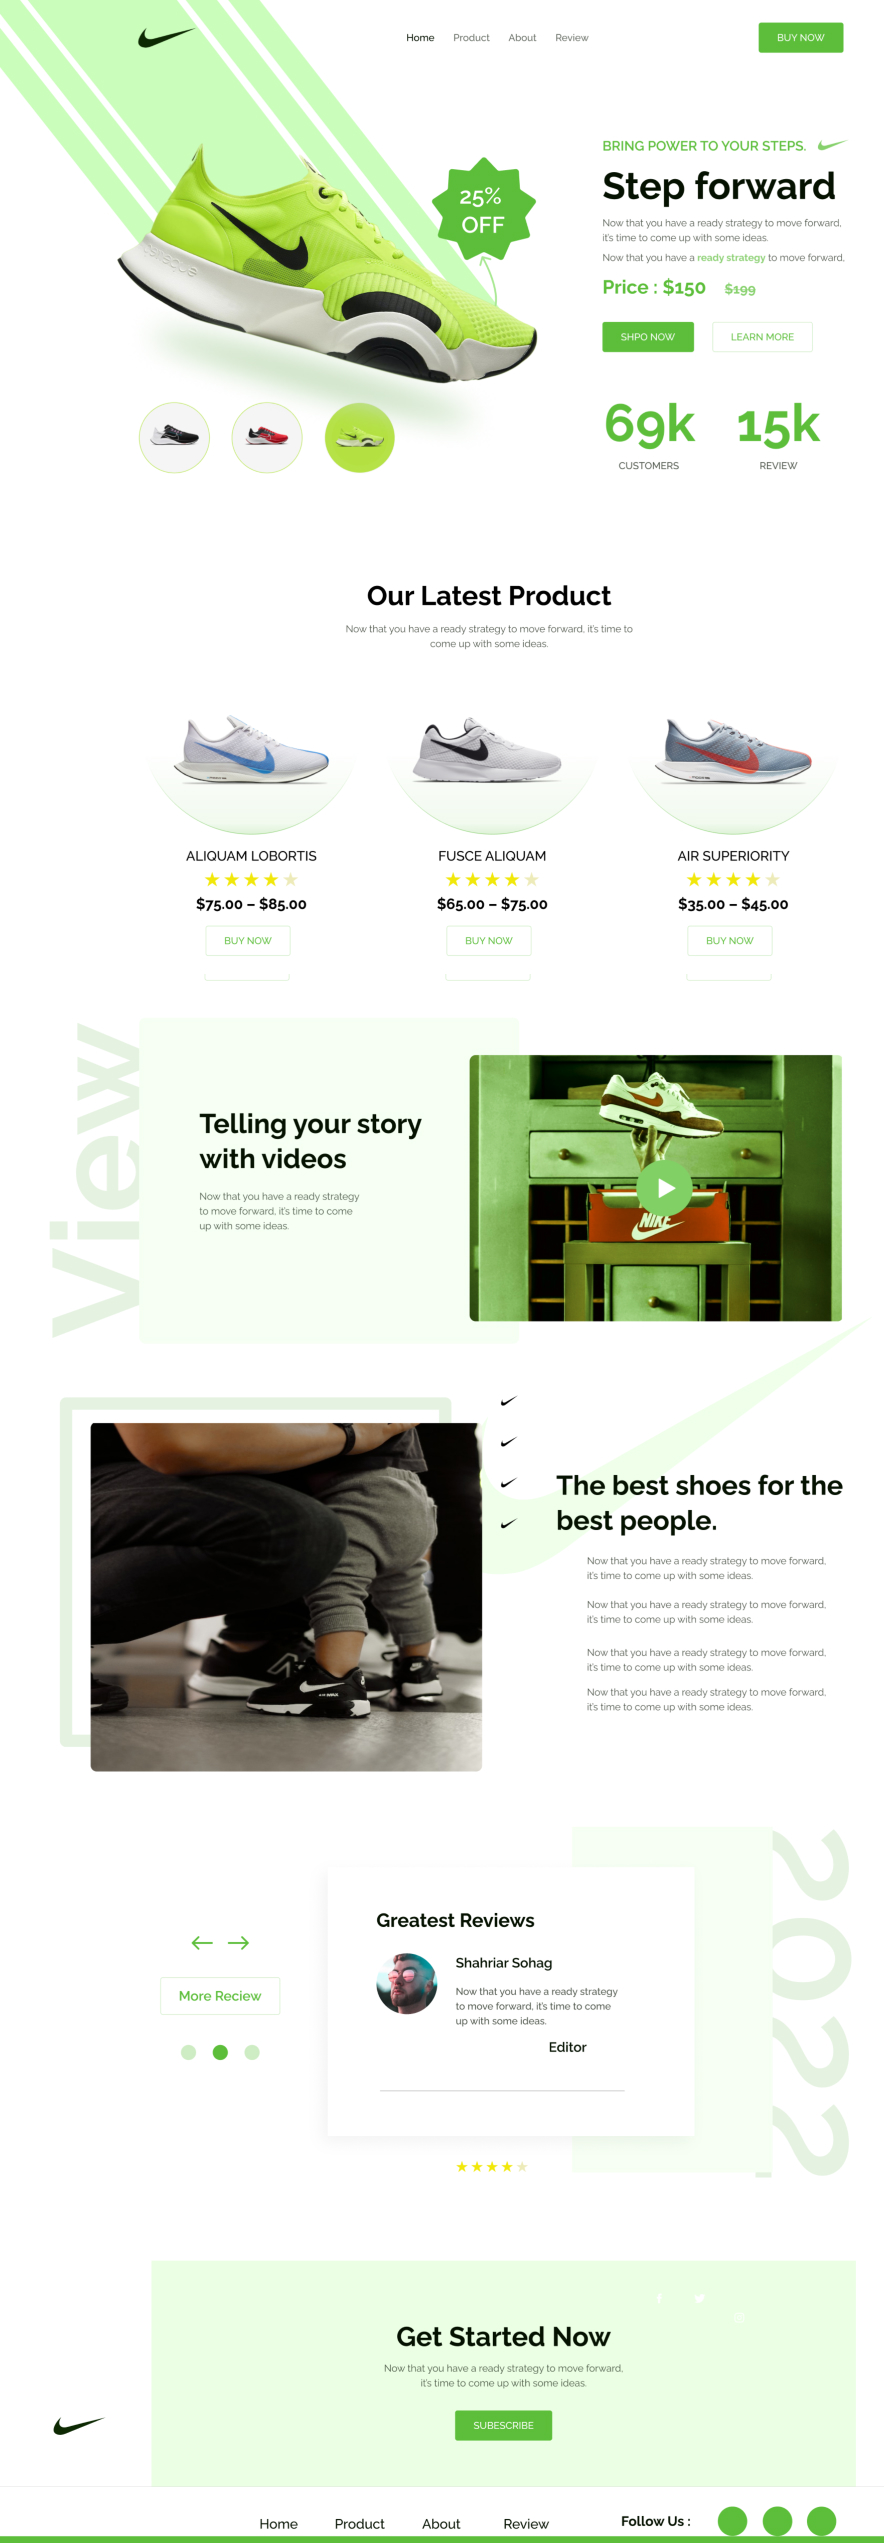 Home Product About Review
BUY NOW
BRING POWER TO YOUR STEPS.
Step forward
Now that you have a ready strategy to move forward,
it's time to come up with some ideas.
Now that you have a ready strategy to move forward,
Price : $150 $199
SHPO NOW LEARN MORE
25%
OFF
69k 15k
CUSTOMERS REVIEW
Our Latest Product
Now that you have a ready strategy to move forward, it's time to
come up with some ideas.
ALIQUAM LOBORTIS
$75.00 – $85.00
BUY NOW
FUSCE ALIQUAM
$65.00 – $75.00
BUY NOW
AIR SUPERIORITY
$35.00 – $45.00
BUY NOW
View
Telling your story
with videos
Now that you have a ready strategy
to move forward, it's time to come
up with some ideas.
NIKE
The best shoes for the
best people.
Now that you have a ready strategy to move forward,
it's time to come up with some ideas.
Now that you have a ready strategy to move forward,
it's time to come up with some ideas.
Now that you have a ready strategy to move forward,
it's time to come up with some ideas.
Now that you have a ready strategy to move forward,
it's time to come up with some ideas.
AIR MAX
More Reciew
Greatest Reviews
Shahriar Sohag
Now that you have a ready strategy
to move forward, it's time to come
up with some ideas.
Editor
2022
Get Started Now
Now that you have a ready strategy to move forward,
it's time to come up with some ideas.
SUBESCRIBE
Home Product About Review
Follow Us :